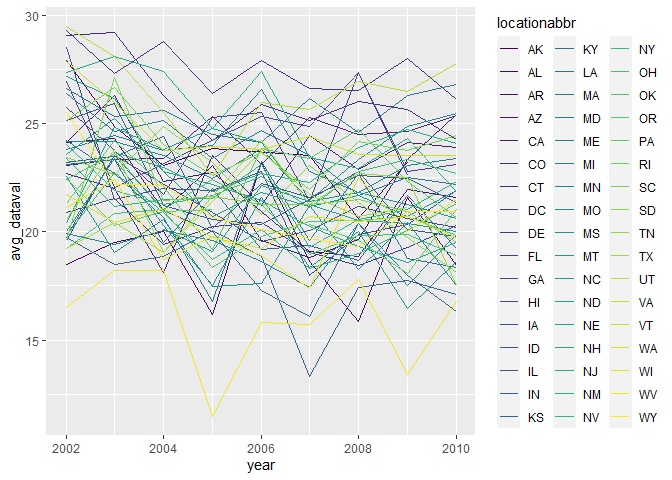 locationabbr
AK KY NY
AL LA OH
AR MA OK
AZ MD OR
CA ME PA
CO MI RI
CT MN SC
DC MO SD
DE MS TN
FL MT TX
GA NC UT
HI ND VA
IA NE VT
ID NH WA
IL NJ WI
IN NM WV
KS NV WY
avg_dataval
30
25
20
15
2002 2004 2006 2008 2010
year